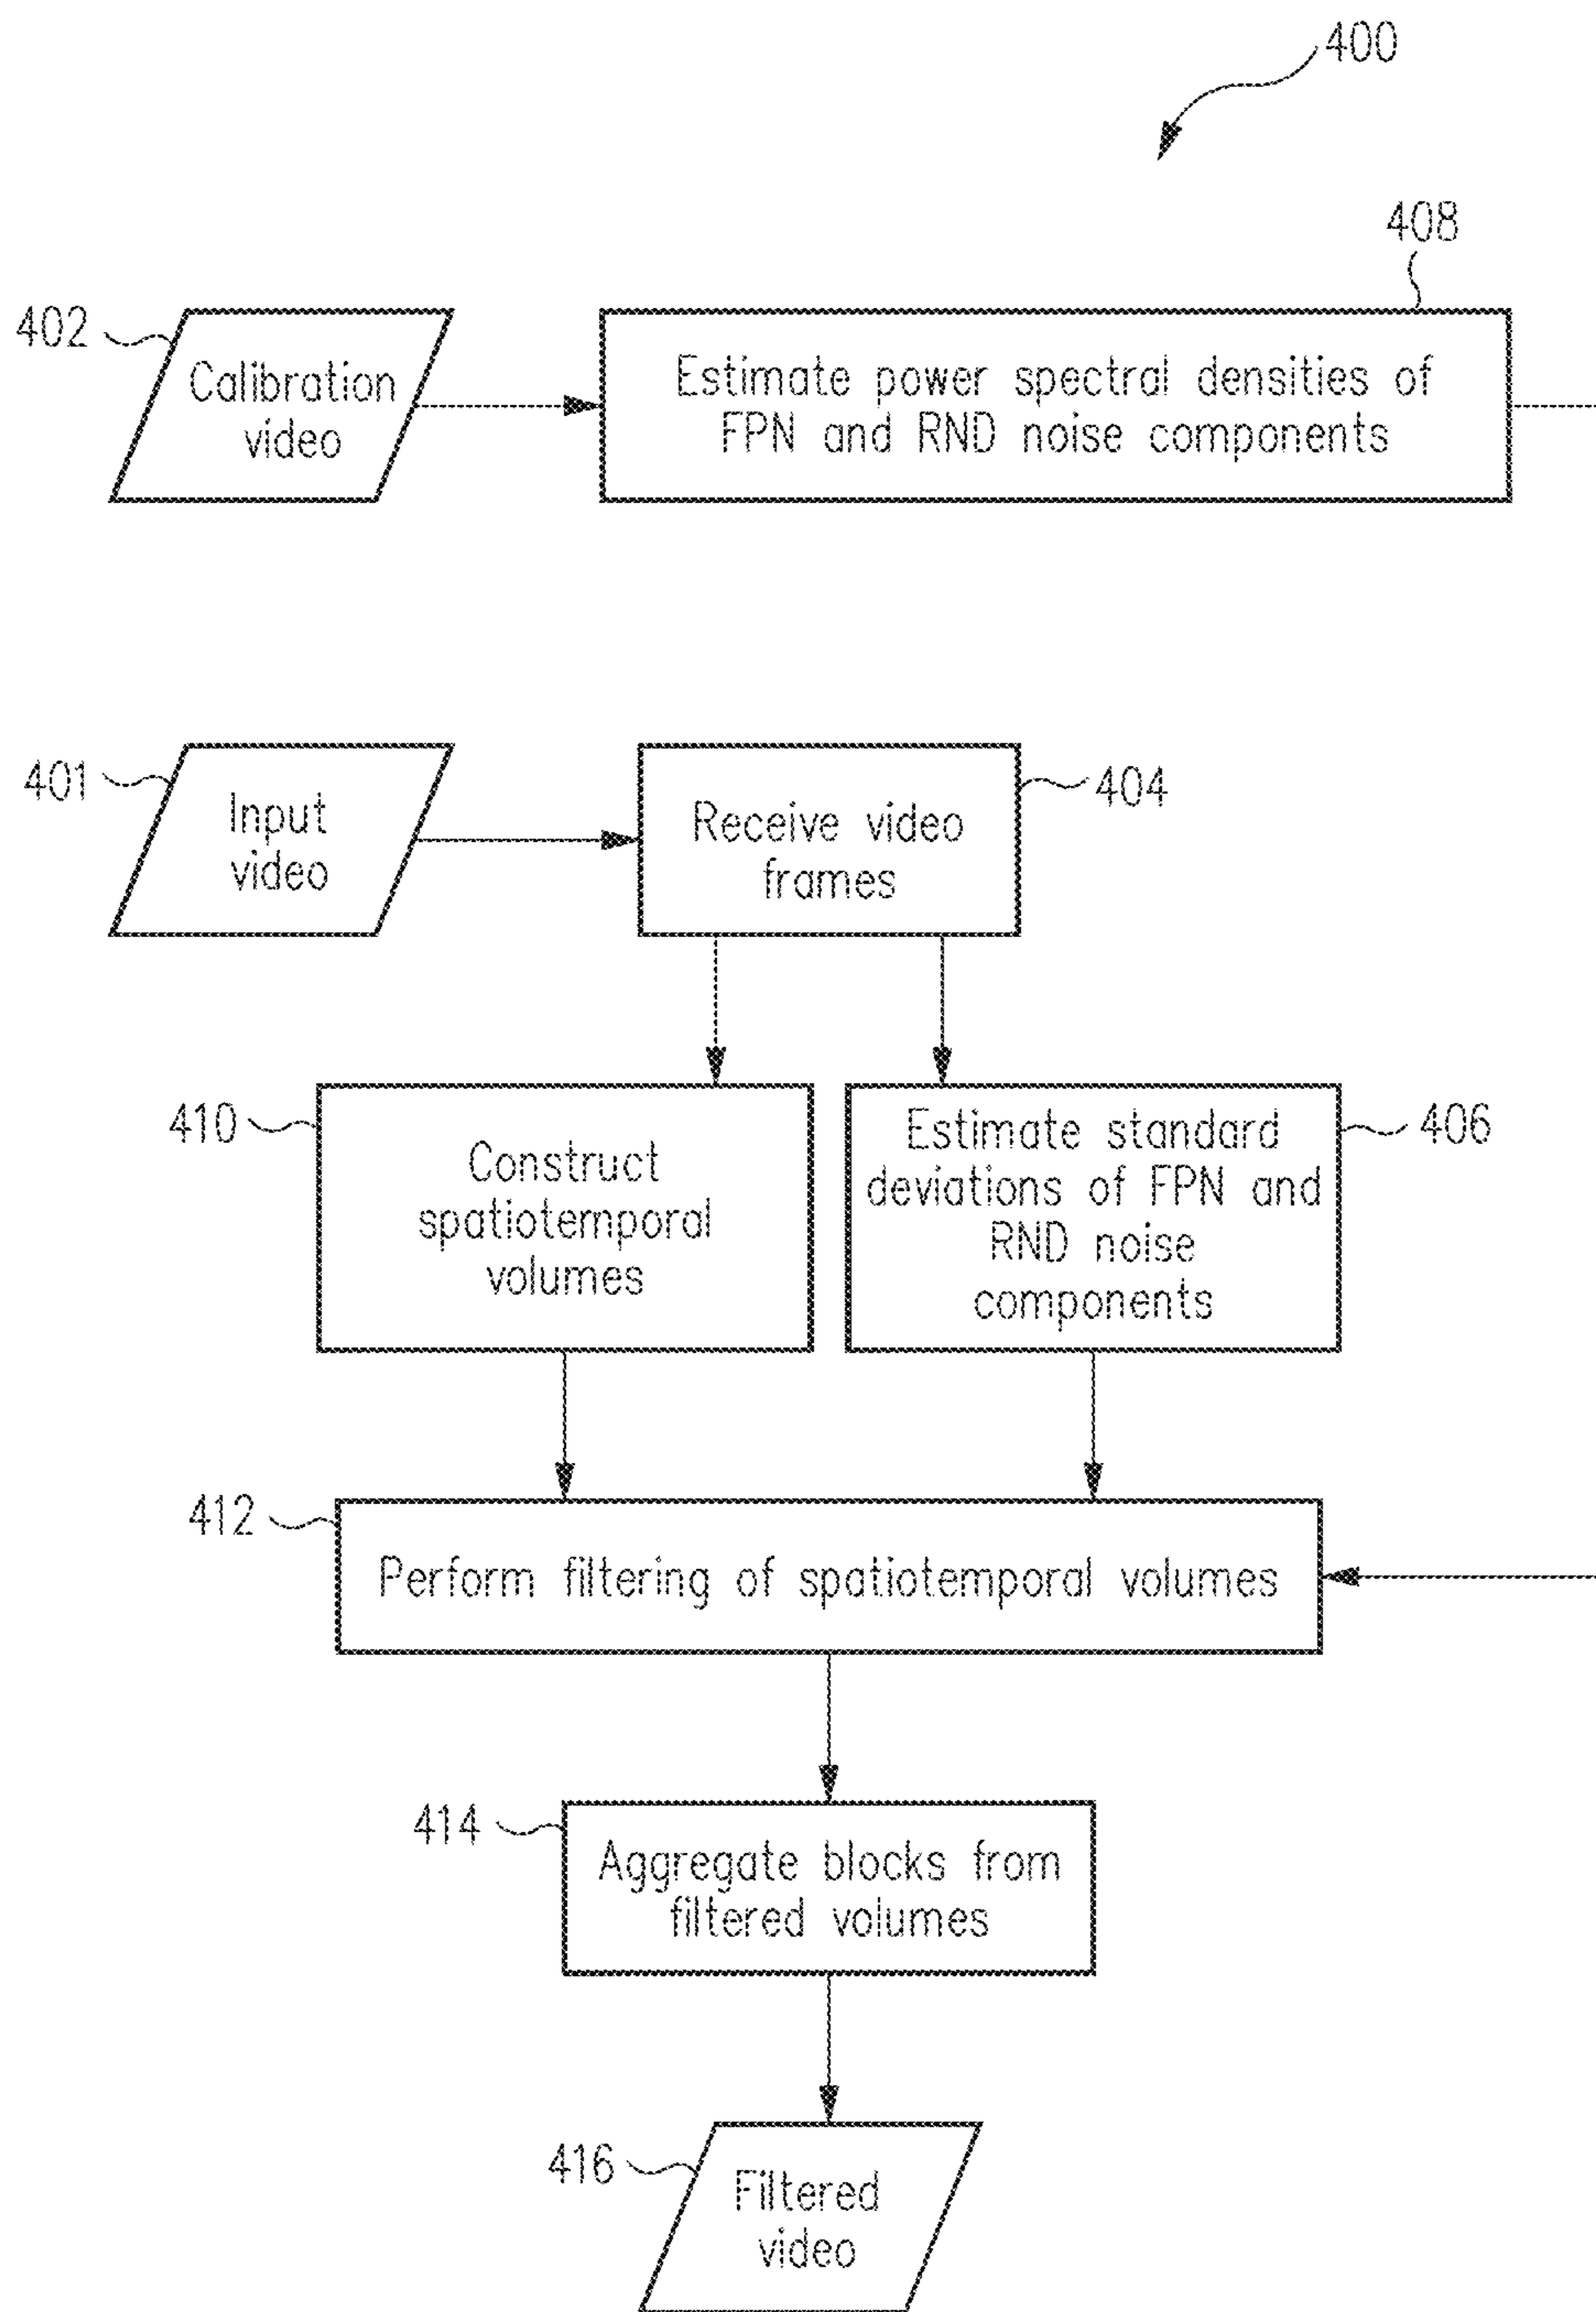 400
408
402
Calibration
video
Estimate power spectral densities of
FPN and RND noise components
401
Input
video
Receive video
frames
404
410
Construct
spatiotemporal
volumes
Estimate standard
deviations of FPN and
RND noise
components
406
412
Perform filtering of spatiotemporal volumes
414
Aggregate blocks from
filtered volumes
416
Filtered
video